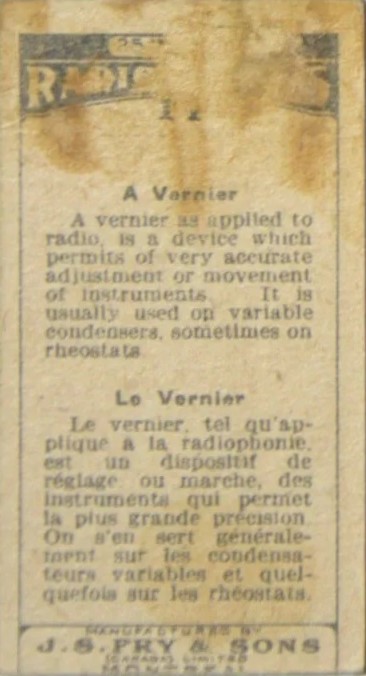 A Vernier
A vernier as applied to
radio, is a device which
permits of very accurate
adjustment or movement
of instruments. It is
usually used on variable
condensers, sometimes on
rheostats
Le Vernier
Le vernier, tel qu'ap-
plique à la radiophonie,
est un dispositif de
réglage ou marche, des
instruments qui permet
la plus grande précision.
On s'en sert générale-
ment sur les condensa-
teurs variables et quel-
quefois sur les rhéostats.
MANUFACTURED BY
J. S. FRY & SONS
(CANADA) LIMITED
MONTREAL